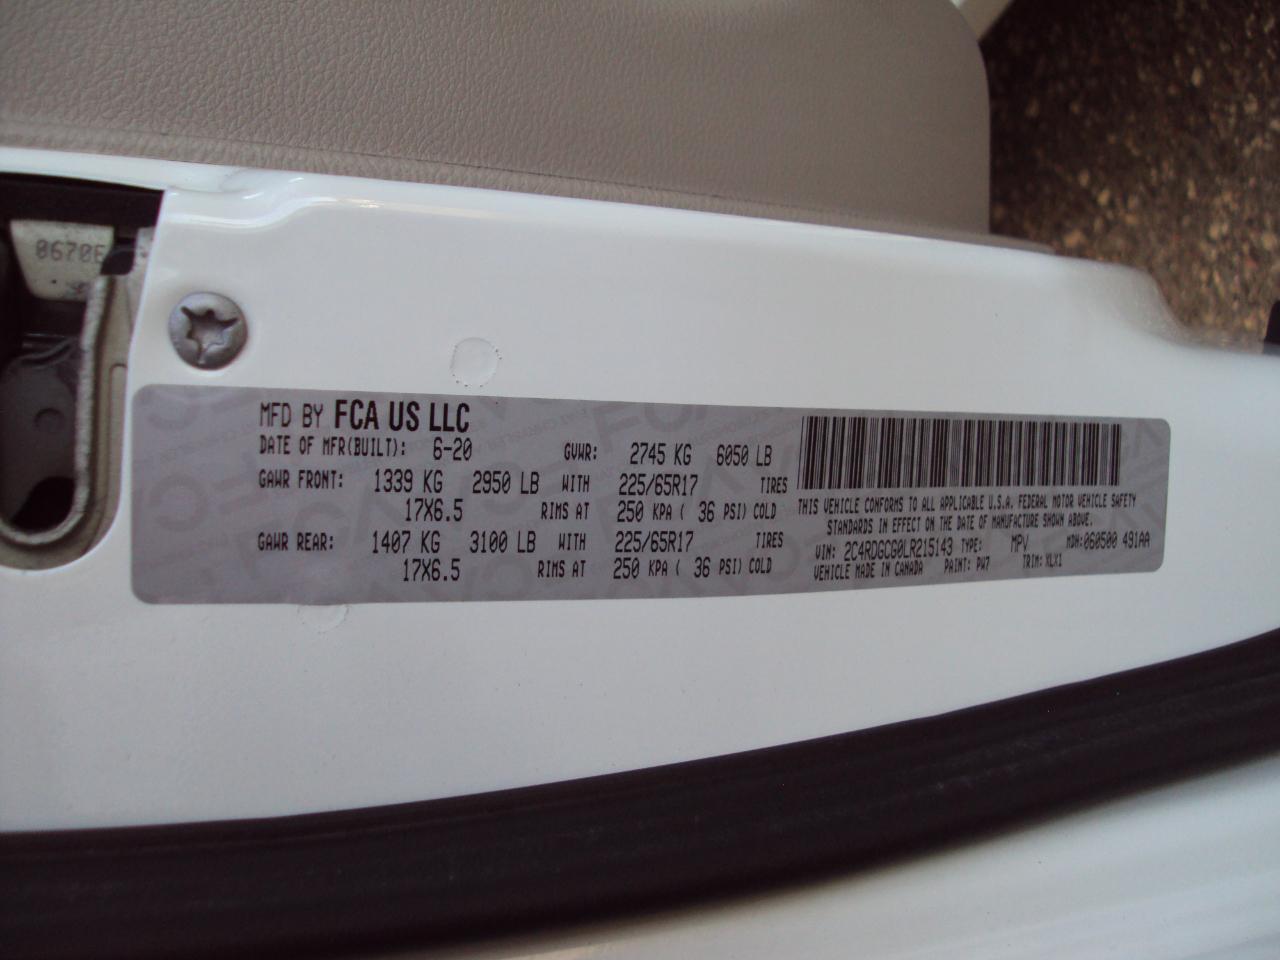 0670E
MFD BY FCA US LLC
DATE OF MFR(BUILT): 6-20 GVWR: 2745 KG 6050 LB
GAWR FRONT: 1339 KG 2950 LB WITH 225/65R17 TIRES
17X6.5 RIMS AT 250 KPA ( 36 PSI) COLD
GAWR REAR: 1407 KG 3100 LB WITH 225/65R17 TIRES
17X6.5 RIMS AT 250 KPA ( 36 PSI) COLD
THIS VEHICLE CONFORMS TO ALL APPLICABLE U.S.A. FEDERAL MOTOR VEHICLE SAFETY
STANDARDS IN EFFECT ON THE DATE OF MANUFACTURE SHOWN ABOVE.
VIN: 2C4RDGCG0LR215143 TYPE: MPV MDH:060500 491AA
VEHICLE MADE IN CANADA PAINT: PW7 TRIM: XLX1